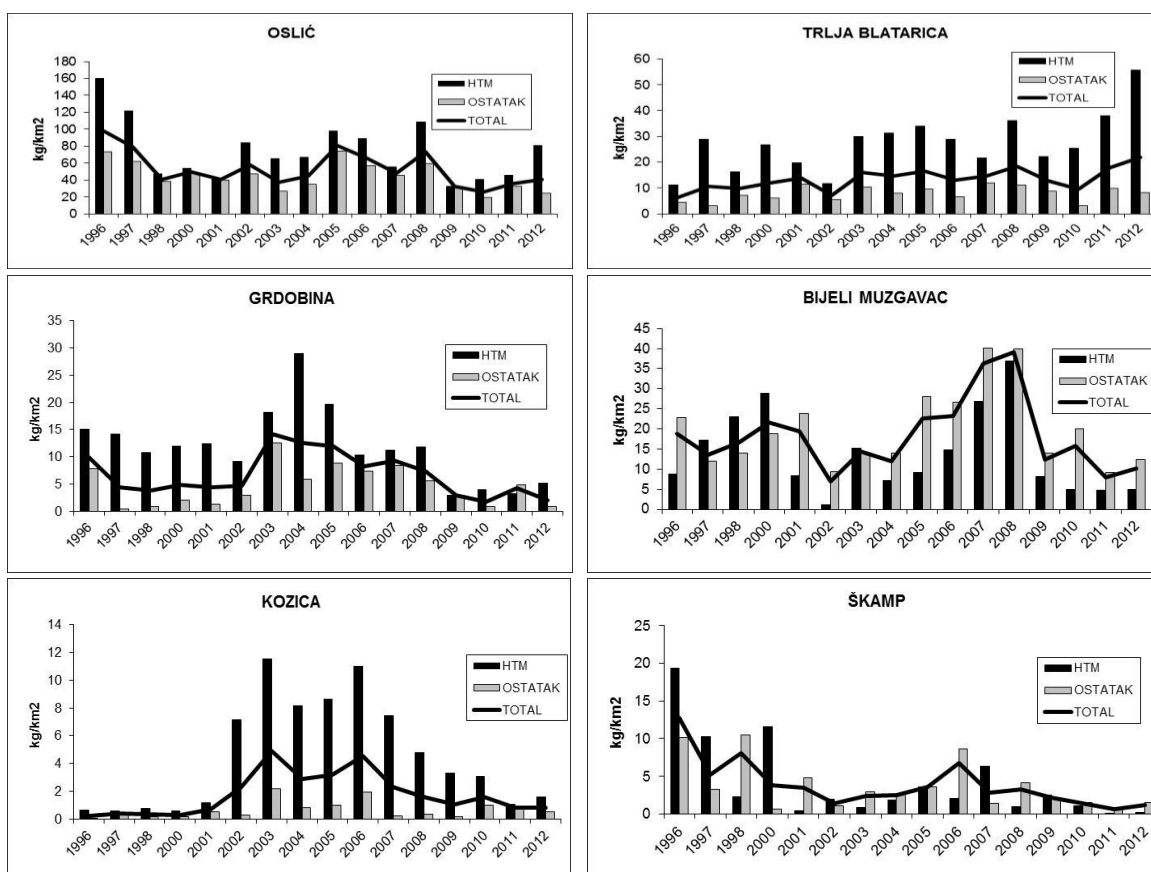 OSLIĆ
kg/km2
180
160
140
120
100
80
60
40
20
0
HTM
OSTATAK
TOTAL
1996 1997 1998 2000 2001 2002 2003 2004 2005 2006 2007 2008 2009 2010 2011 2012
TRLJA BLATARICA
kg/km2
60
50
40
30
20
10
0
HTM
OSTATAK
TOTAL
1996 1997 1998 2000 2001 2002 2003 2004 2005 2006 2007 2008 2009 2010 2011 2012
GRDOBINA
kg/km2
35
30
25
20
15
10
5
0
HTM
OSTATAK
TOTAL
1996 1997 1998 2000 2001 2002 2003 2004 2005 2006 2007 2008 2009 2010 2011 2012
BIJELI MUZGAVAC
kg/km2
45
40
35
30
25
20
15
10
5
0
HTM
OSTATAK
TOTAL
1996 1997 1998 2000 2001 2002 2003 2004 2005 2006 2007 2008 2009 2010 2011 2012
KOZICA
kg/km2
14
12
10
8
6
4
2
0
HTM
OSTATAK
TOTAL
1996 1997 1998 2000 2001 2002 2003 2004 2005 2006 2007 2008 2009 2010 2011 2012
ŠKAMP
kg/km2
25
20
15
10
5
0
HTM
OSTATAK
TOTAL
1996 1997 1998 2000 2001 2002 2003 2004 2005 2006 2007 2008 2009 2010 2011 2012